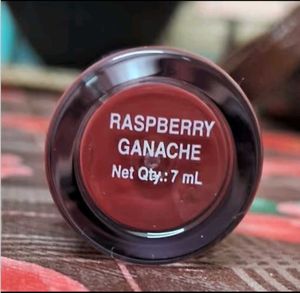 RASPBERRY
GANACHE
Net Qty.: 7 mL